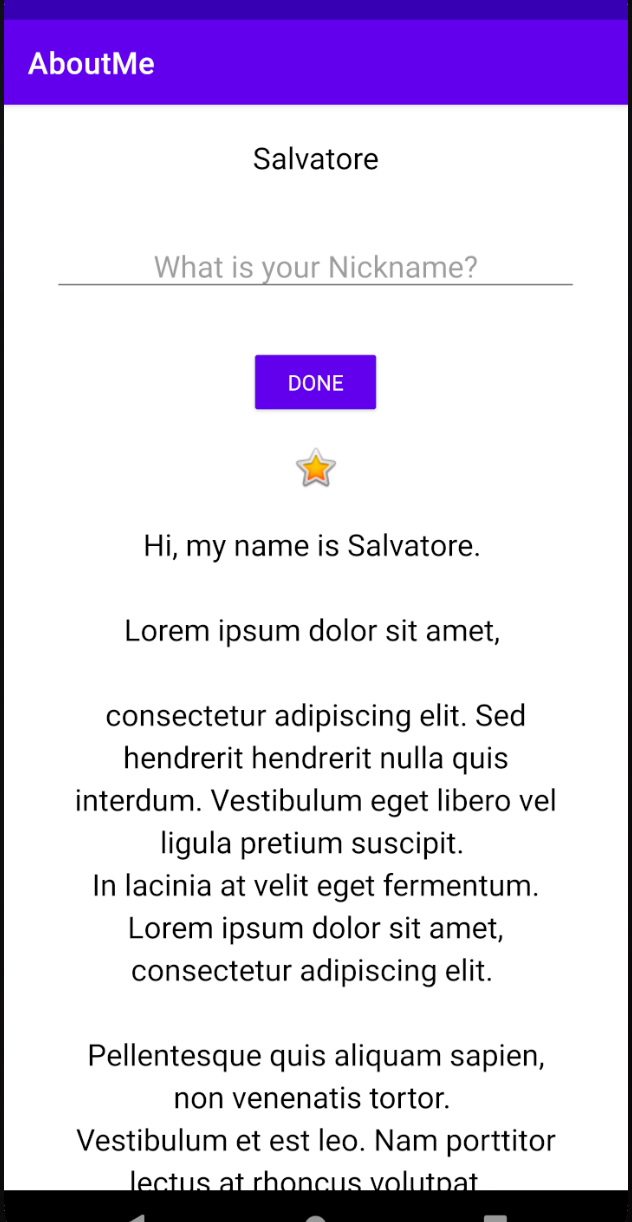 AboutMe
Salvatore
What is your Nickname?
DONE
Hi, my name is Salvatore.
Lorem ipsum dolor sit amet,
consectetur adipiscing elit. Sed
hendrerit hendrerit nulla quis
interdum. Vestibulum eget libero vel
ligula pretium suscipit.
In lacinia at velit eget fermentum.
Lorem ipsum dolor sit amet,
consectetur adipiscing elit.
Pellentesque quis aliquam sapien,
non venenatis tortor.
Vestibulum et est leo. Nam porttitor
lectus at rhoncus volutpat